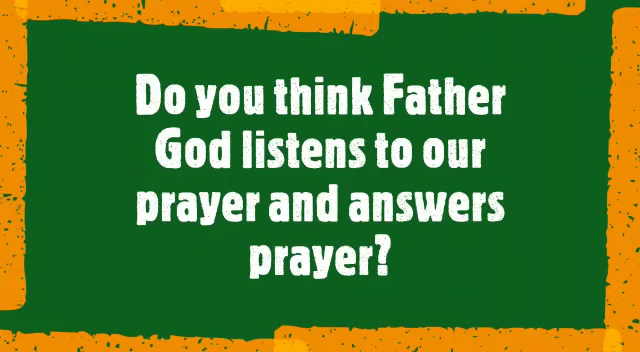 Do you think Father
God listens to our
prayer and answers
prayer?